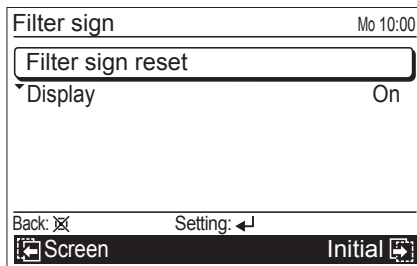 Filter sign Mo 10:00
Filter sign reset
Display On
Back: Setting:
Screen Initial